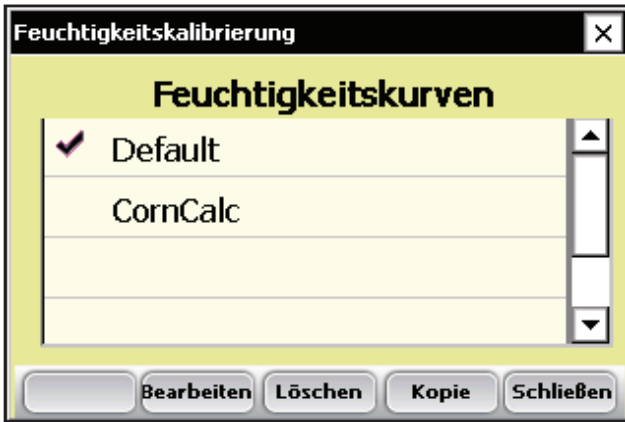 Feuchtigkeitskalibrierung
Feuchtigkeitskurven
Default
CornCalc
Bearbeiten Löschen Kopie Schließen